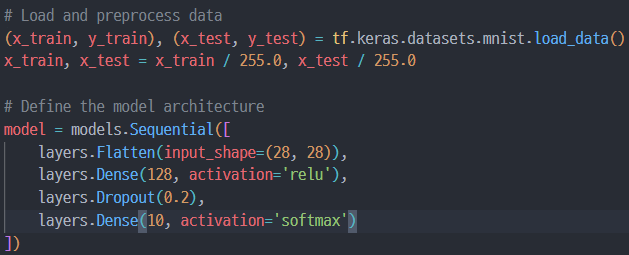 # Load and preprocess data
(x_train, y_train), (x_test, y_test) = tf.keras.datasets.mnist.load_data()
x_train, x_test = x_train / 255.0, x_test / 255.0

# Define the model architecture
model = models.Sequential([
    layers.Flatten(input_shape=(28, 28)),
    layers.Dense(128, activation='relu'),
    layers.Dropout(0.2),
    layers.Dense(10, activation='softmax')
])